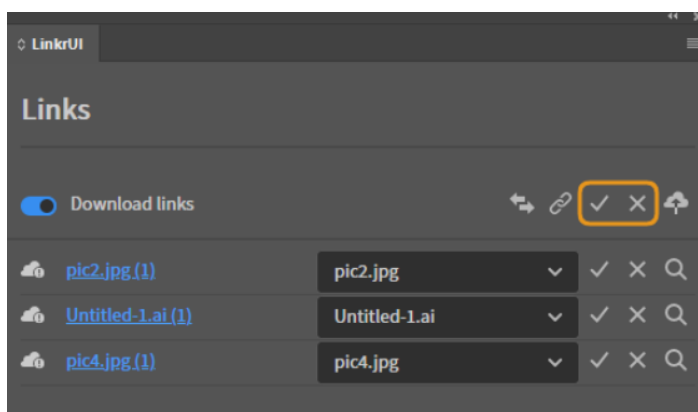 LinkrUI
Links
Download links
pic2.jpg (1) pic2.jpg
Untitled-1.ai (1) Untitled-1.ai
pic4.jpg (1) pic4.jpg